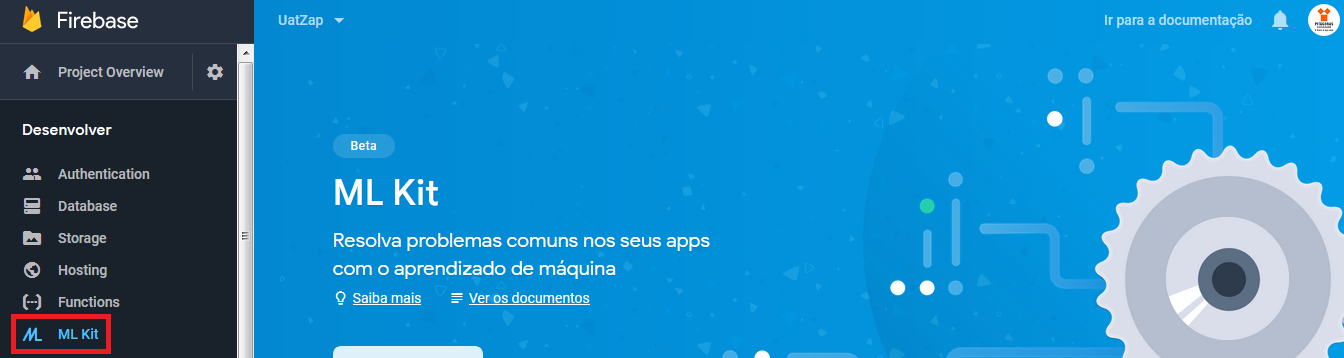 Firebase
UatZap
Ir para a documentação
Project Overview
Desenvolver
Authentication
Database
Storage
Hosting
Functions
ML Kit
Beta
ML Kit
Resolva problemas comuns nos seus apps
com o aprendizado de máquina
Saiba mais
Ver os documentos